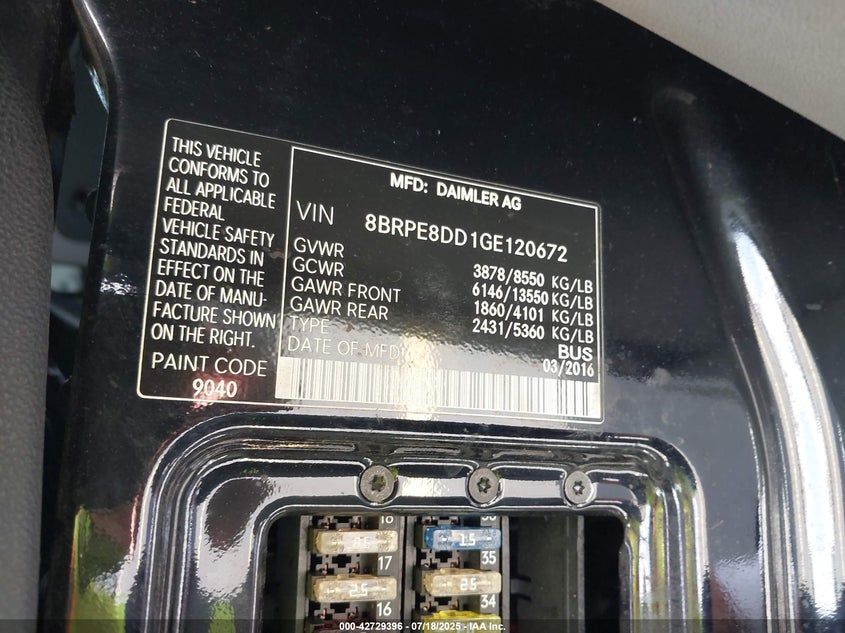 THIS VEHICLE
CONFORMS TO
ALL APPLICABLE
FEDERAL
VEHICLE SAFETY
STANDARDS IN
EFFECT ON THE
DATE OF MANU-
FACTURE SHOWN
ON THE RIGHT.
PAINT CODE
9040
MFD: DAIMLER AG
VIN 8BRPE8DD1GE120672
GVWR 3878/8550 KG/LB
GCWR 6146/13550 KG/LB
GAWR FRONT 1860/4101 KG/LB
GAWR REAR 2431/5360 KG/LB
TYPE BUS
DATE OF MFD 03/2016
18
15
35
17
25
25
34
16
000-42729396 - 07/18/2025 - IAA Inc.